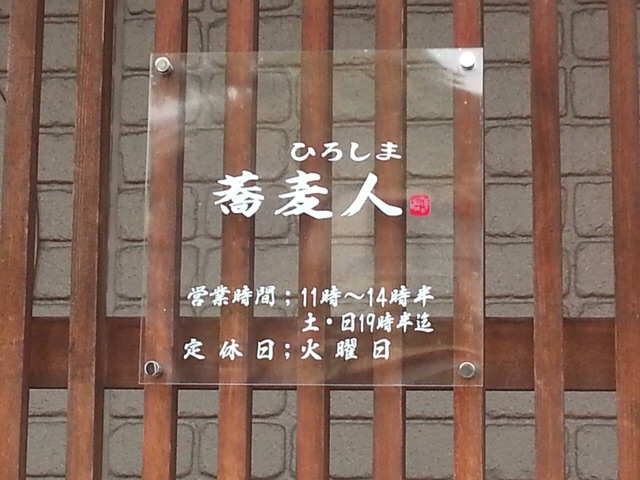 ひろしま
蕎麦人
営業時間；11時～14時半
土・日19時半迄
定休日；火曜日